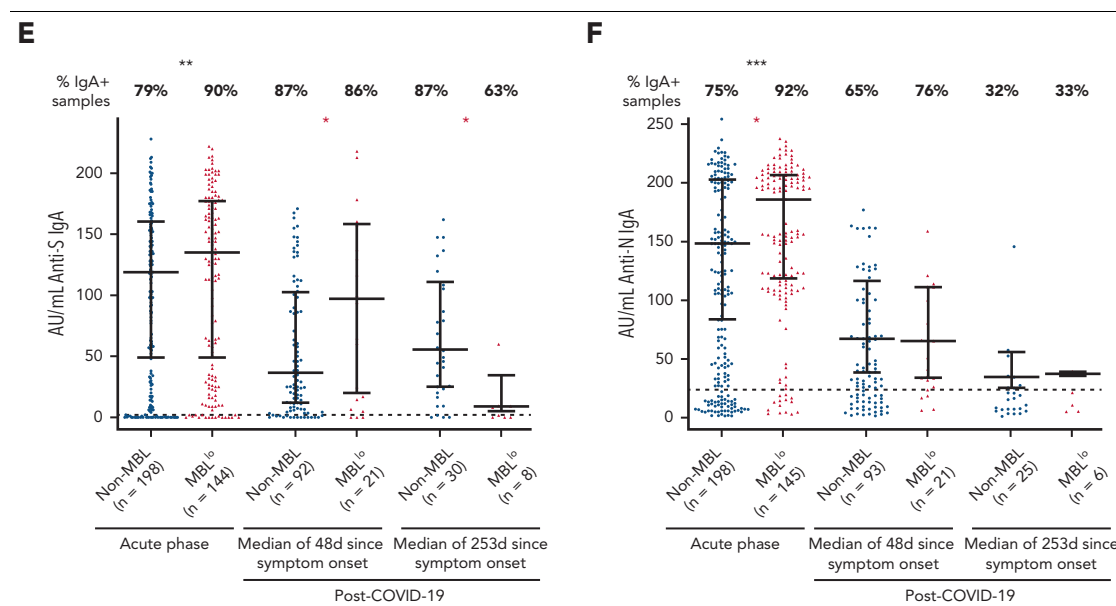 E
**
% IgA+
samples
79% 90% 87% 86% 87% 63%
* *
AU/mL Anti-S IgA
200
150
100
50
0
Non-MBL
(n = 198)
MBLlo
(n = 144)
Non-MBL
(n = 92)
MBLlo
(n = 21)
Non-MBL
(n = 30)
MBLlo
(n = 8)
Acute phase
Median of 48d since
symptom onset
Median of 253d since
symptom onset
Post-COVID-19
F
***
% IgA+
samples
75% 92% 65% 76% 32% 33%
*
AU/mL Anti-N IgA
250
200
150
100
50
0
Non-MBL
(n = 198)
MBLlo
(n = 145)
Non-MBL
(n = 93)
MBLlo
(n = 21)
Non-MBL
(n = 25)
MBLlo
(n = 6)
Acute phase
Median of 48d since
symptom onset
Median of 253d since
symptom onset
Post-COVID-19